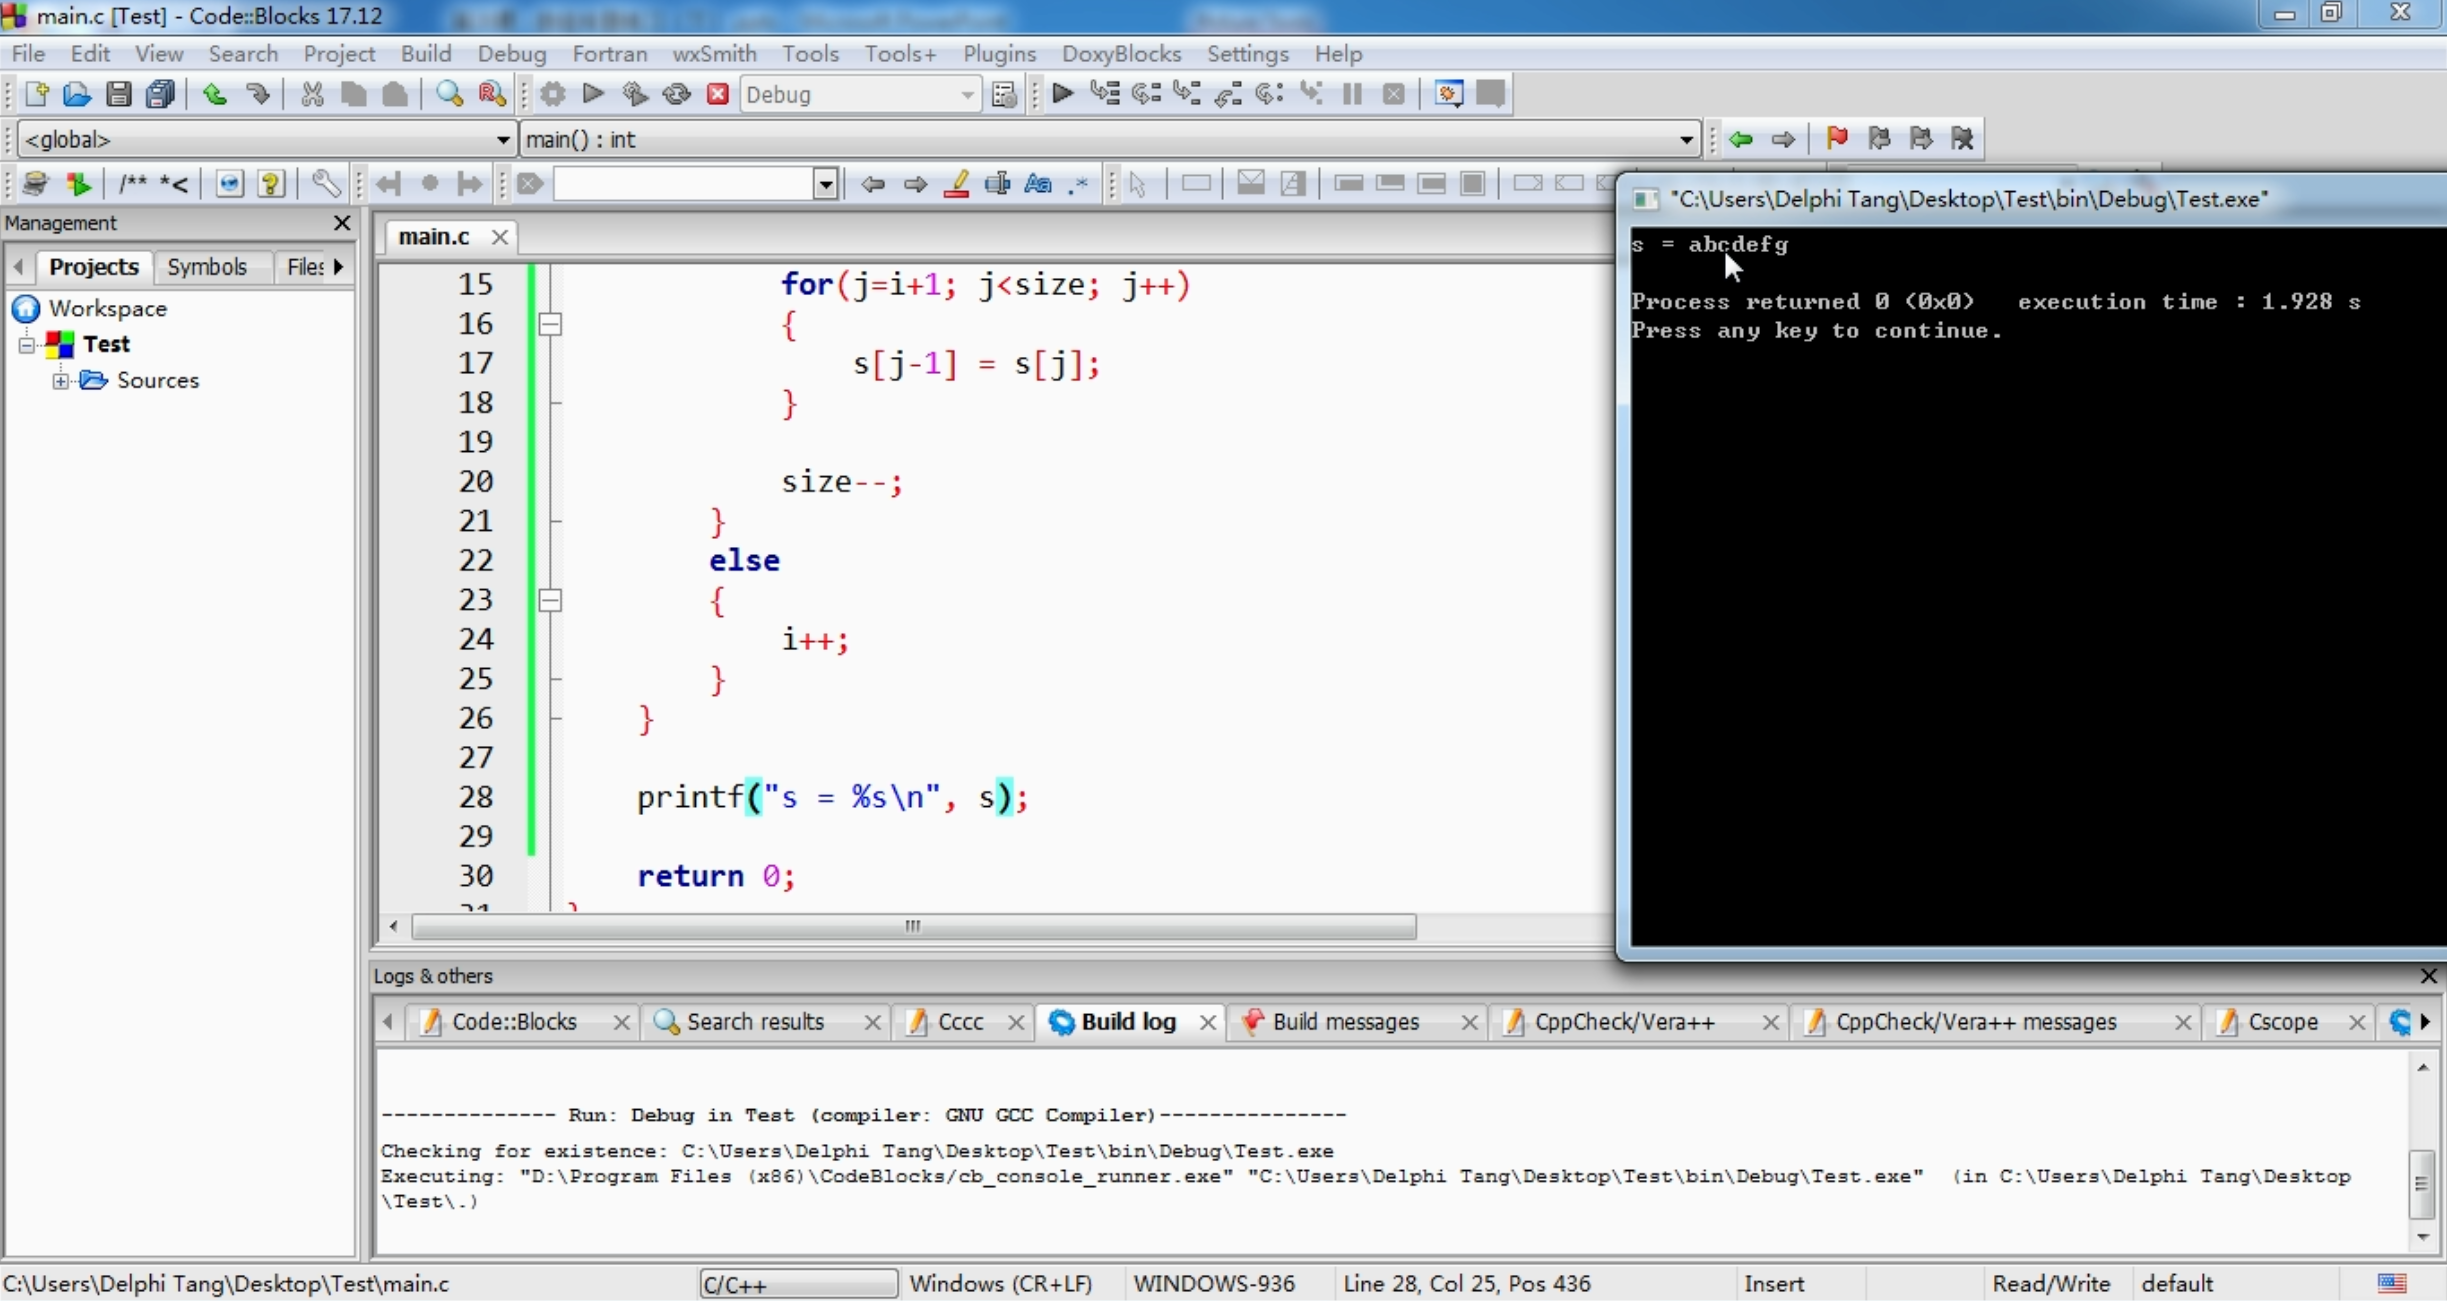 main.c [Test] - Code::Blocks 17.12
File Edit View Search Project Build Debug Fortran wxSmith Tools Tools+ Plugins DoxyBlocks Settings Help
Debug
<global> main() : int
/** *<
Management
Projects Symbols Files
Workspace
Test
Sources
main.c
15 for(j=i+1; j<size; j++)
16 {
17 s[j-1] = s[j];
18 }
19
20 size--;
21 }
22 else
23 {
24 i++;
25 }
26 }
27
28 printf("s = %s\n", s);
29
30 return 0;
31 }
"C:\Users\Delphi Tang\Desktop\Test\bin\Debug\Test.exe"
s = abcdefg
Process returned 0 (0x0) execution time : 1.928 s
Press any key to continue.
Logs & others
Code::Blocks Search results Cccc Build log Build messages CppCheck/Vera++ CppCheck/Vera++ messages Cscope
-------------- Run: Debug in Test (compiler: GNU GCC Compiler)---------------
Checking for existence: C:\Users\Delphi Tang\Desktop\Test\bin\Debug\Test.exe
Executing: "D:\Program Files (x86)\CodeBlocks/cb_console_runner.exe" "C:\Users\Delphi Tang\Desktop\Test\bin\Debug\Test.exe" (in C:\Users\Delphi Tang\Desktop
\Test\.)
C:\Users\Delphi Tang\Desktop\Test\main.c C/C++ Windows (CR+LF) WINDOWS-936 Line 28, Col 25, Pos 436 Insert Read/Write default